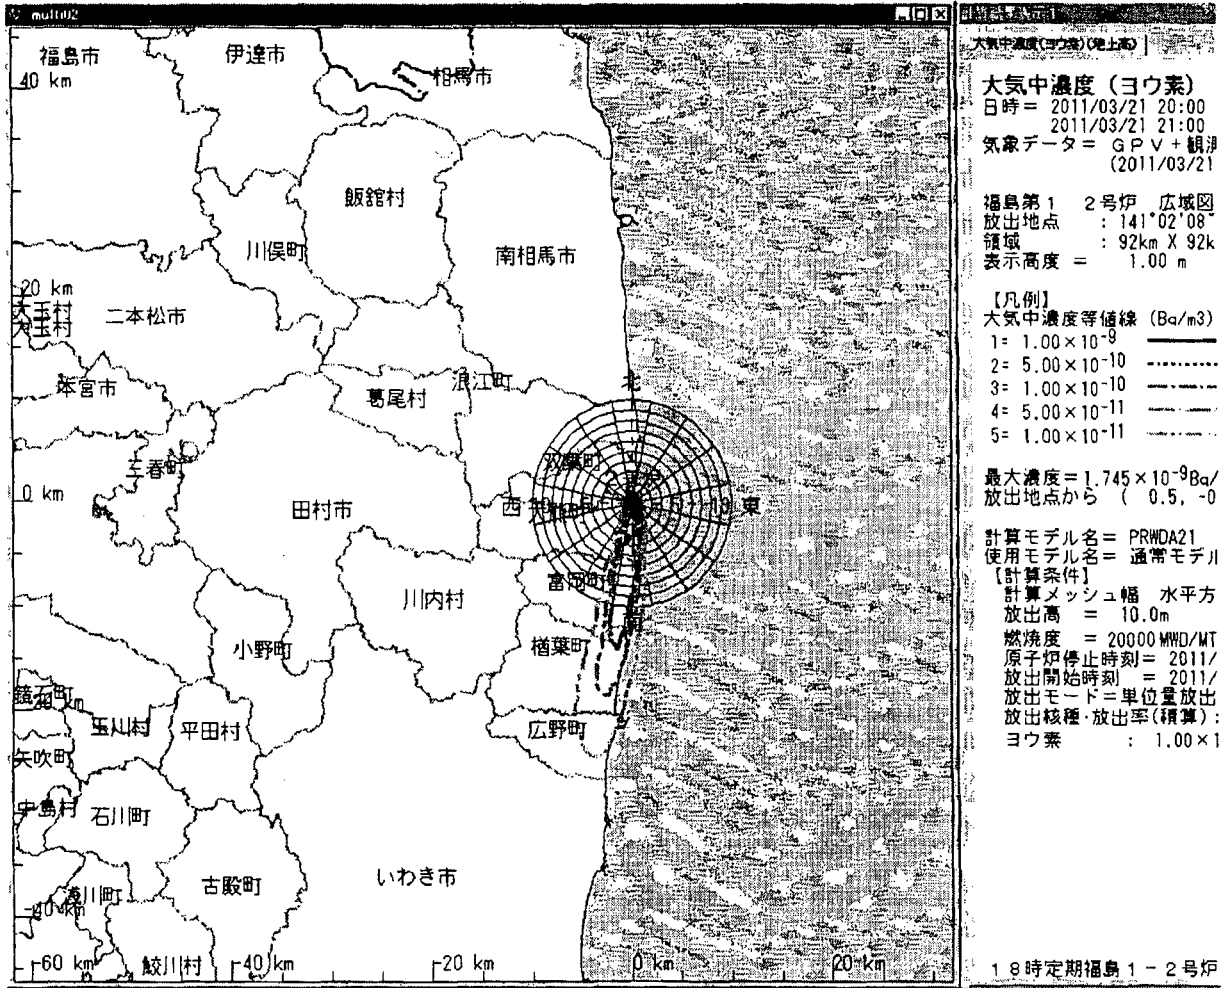 multi02
福島市
伊達市
相馬市
40 km
飯舘村
川俣町
南相馬市
20 km
大玉村
大玉村
二本松市
本宮市
浪江町
北
葛尾村
三春町
双葉町
0 km
田村市
西
東
富岡町
川内村
南
小野町
楢葉町
鏡石町
玉川村
平田村
広野町
矢吹町
中島村
石川町
古殿町
いわき市
浅川町
-40 km
鮫川村
-60 km
-40 km
-20 km
0 km
20 km
大気中濃度(ヨウ素)(地上高)
大気中濃度（ヨウ素）
日時＝ 2011/03/21 20:00
2011/03/21 21:00
気象データ＝ ＧＰＶ＋観測
(2011/03/21
福島第１ ２号炉 広域図
放出地点 : 141°02'08"
領域 : 92km X 92k
表示高度 ＝ 1.00 m
【凡例】
大気中濃度等値線 (Bq/m3)
1= 1.00×10-9
2= 5.00×10-10
3= 1.00×10-10
4= 5.00×10-11
5= 1.00×10-11
最大濃度＝1.745×10-9Bq/
放出地点から ( 0.5, -0
計算モデル名＝ PRWDA21
使用モデル名＝ 通常モデル
【計算条件】
計算メッシュ幅 水平方
放出高 ＝ 10.0m
燃焼度 ＝20000MWD/MT
原子炉停止時刻＝ 2011/
放出開始時刻 ＝ 2011/
放出モード＝単位量放出
放出核種・放出率(積算)：
ヨウ素 : 1.00×1
１８時定期福島１－２号炉